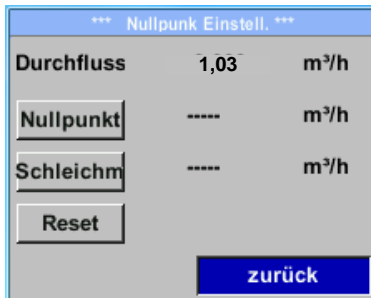 *** Nullpunk Einstell. ***
Durchfluss 1,03 m³/h
Nullpunkt ----- m³/h
Schleichm ----- m³/h
Reset
zurück